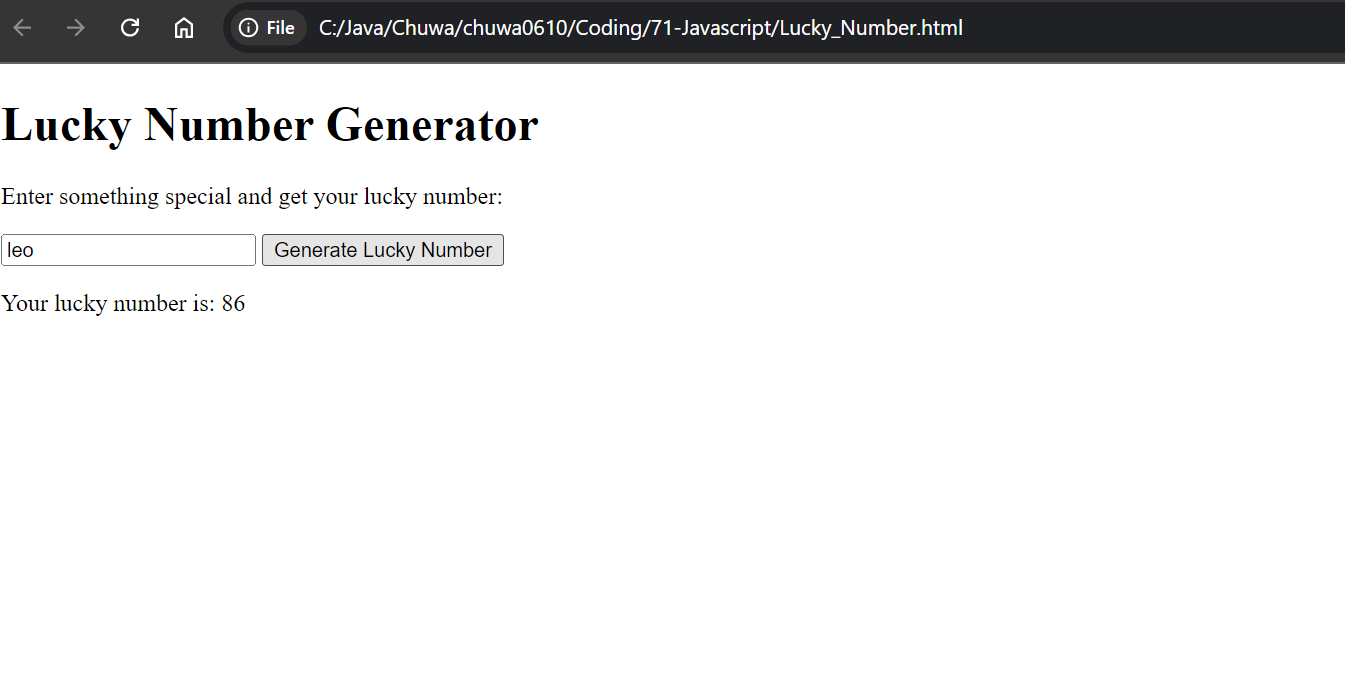 File C:/Java/Chuwa/chuwa0610/Coding/71-Javascript/Lucky_Number.html
Lucky Number Generator
Enter something special and get your lucky number:
leo Generate Lucky Number
Your lucky number is: 86